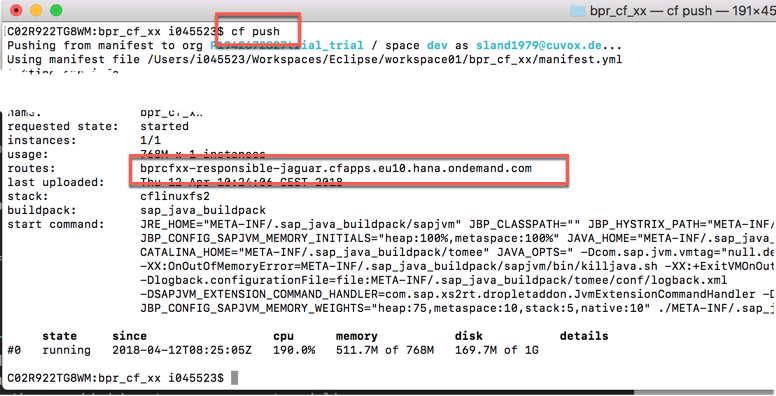 bpr_cf_xx — cf push — 191×45
C02R922TG8WM:bpr_cf_xx i045523$ cf push
Pushing from manifest to org trial_trial / space dev as sland1979@cuvox.de...
Using manifest file /Users/i045523/Workspaces/Eclipse/workspace01/bpr_cf_xx/manifest.yml
name: bpr_cf_xx
requested state: started
instances: 1/1
usage: 768M x 1 instances
routes: bprcfxx-responsible-jaguar.cfapps.eu10.hana.ondemand.com
last uploaded: Thu 12 Apr 10:24:06 CEST 2018
stack: cflinuxfs2
buildpack: sap_java_buildpack
start command: JRE_HOME="META-INF/.sap_java_buildpack/sapjvm" JBP_CLASSPATH="" JBP_HYSTRIX_PATH="META-INF/
JBP_CONFIG_SAPJVM_MEMORY_INITIALS="heap:100%,metaspace:100%" JAVA_HOME="META-INF/.sap_java
CATALINA_HOME="META-INF/.sap_java_buildpack/tomee" JAVA_OPTS=" -Dcom.sap.jvm.vmtag="null.de
-XX:OnOutOfMemoryError=META-INF/.sap_java_buildpack/sapjvm/bin/killjava.sh -XX:+ExitVMOnOut
-Dlogback.configurationFile=file:META-INF/.sap_java_buildpack/tomee/conf/logback.xml
-DSAPJVM_EXTENSION_COMMAND_HANDLER=com.sap.xs2rt.dropletaddon.JvmExtensionCommandHandler -D
JBP_CONFIG_SAPJVM_MEMORY_WEIGHTS="heap:75,metaspace:10,stack:5,native:10" ./META-INF/.sap_j
state since cpu memory disk details
#0 running 2018-04-12T08:25:05Z 190.0% 511.7M of 768M 169.7M of 1G
C02R922TG8WM:bpr_cf_xx i045523$